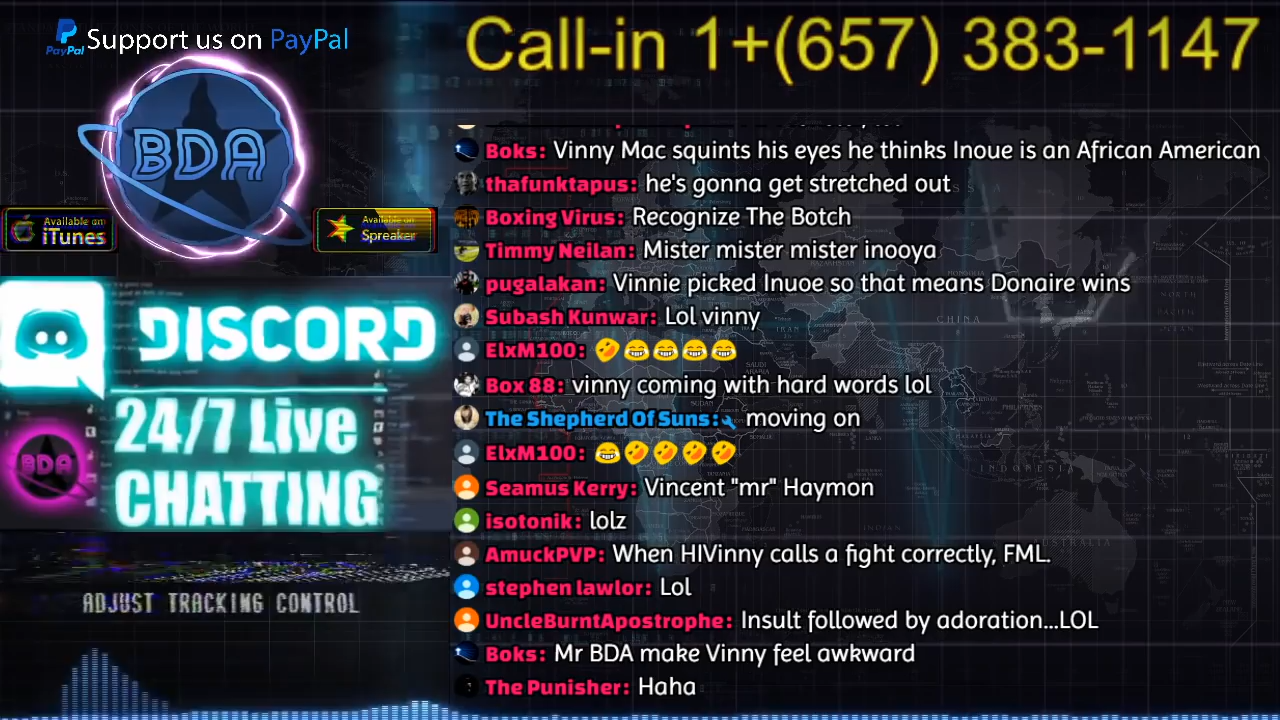 PayPal Support us on PayPal
Call-in 1+(657) 383-1147
BDA
Available on iTunes
Available on Spreaker
DISCORD
24/7 Live
CHATTING
BDA
ADJUST TRACKING CONTROL
Boks: Vinny Mac squints his eyes he thinks Inoue is an African American
thafunktapus: he's gonna get stretched out
Boxing Virus: Recognize The Botch
Timmy Neilan: Mister mister mister inooya
pugalakan: Vinnie picked Inuoe so that means Donaire wins
Subash Kunwar: Lol vinny
ElxM100: 🤣😂😂😂😂
Box 88: vinny coming with hard words lol
The Shepherd Of Suns:🔧 moving on
ElxM100: 😂🤣🤣🤣🤣
Seamus Kerry: Vincent "mr" Haymon
isotonik: lolz
AmuckPVP: When HIVinny calls a fight correctly, FML.
stephen lawlor: Lol
UncleBurntApostrophe: Insult followed by adoration...LOL
Boks: Mr BDA make Vinny feel awkward
The Punisher: Haha
CHINA
INDONESIA